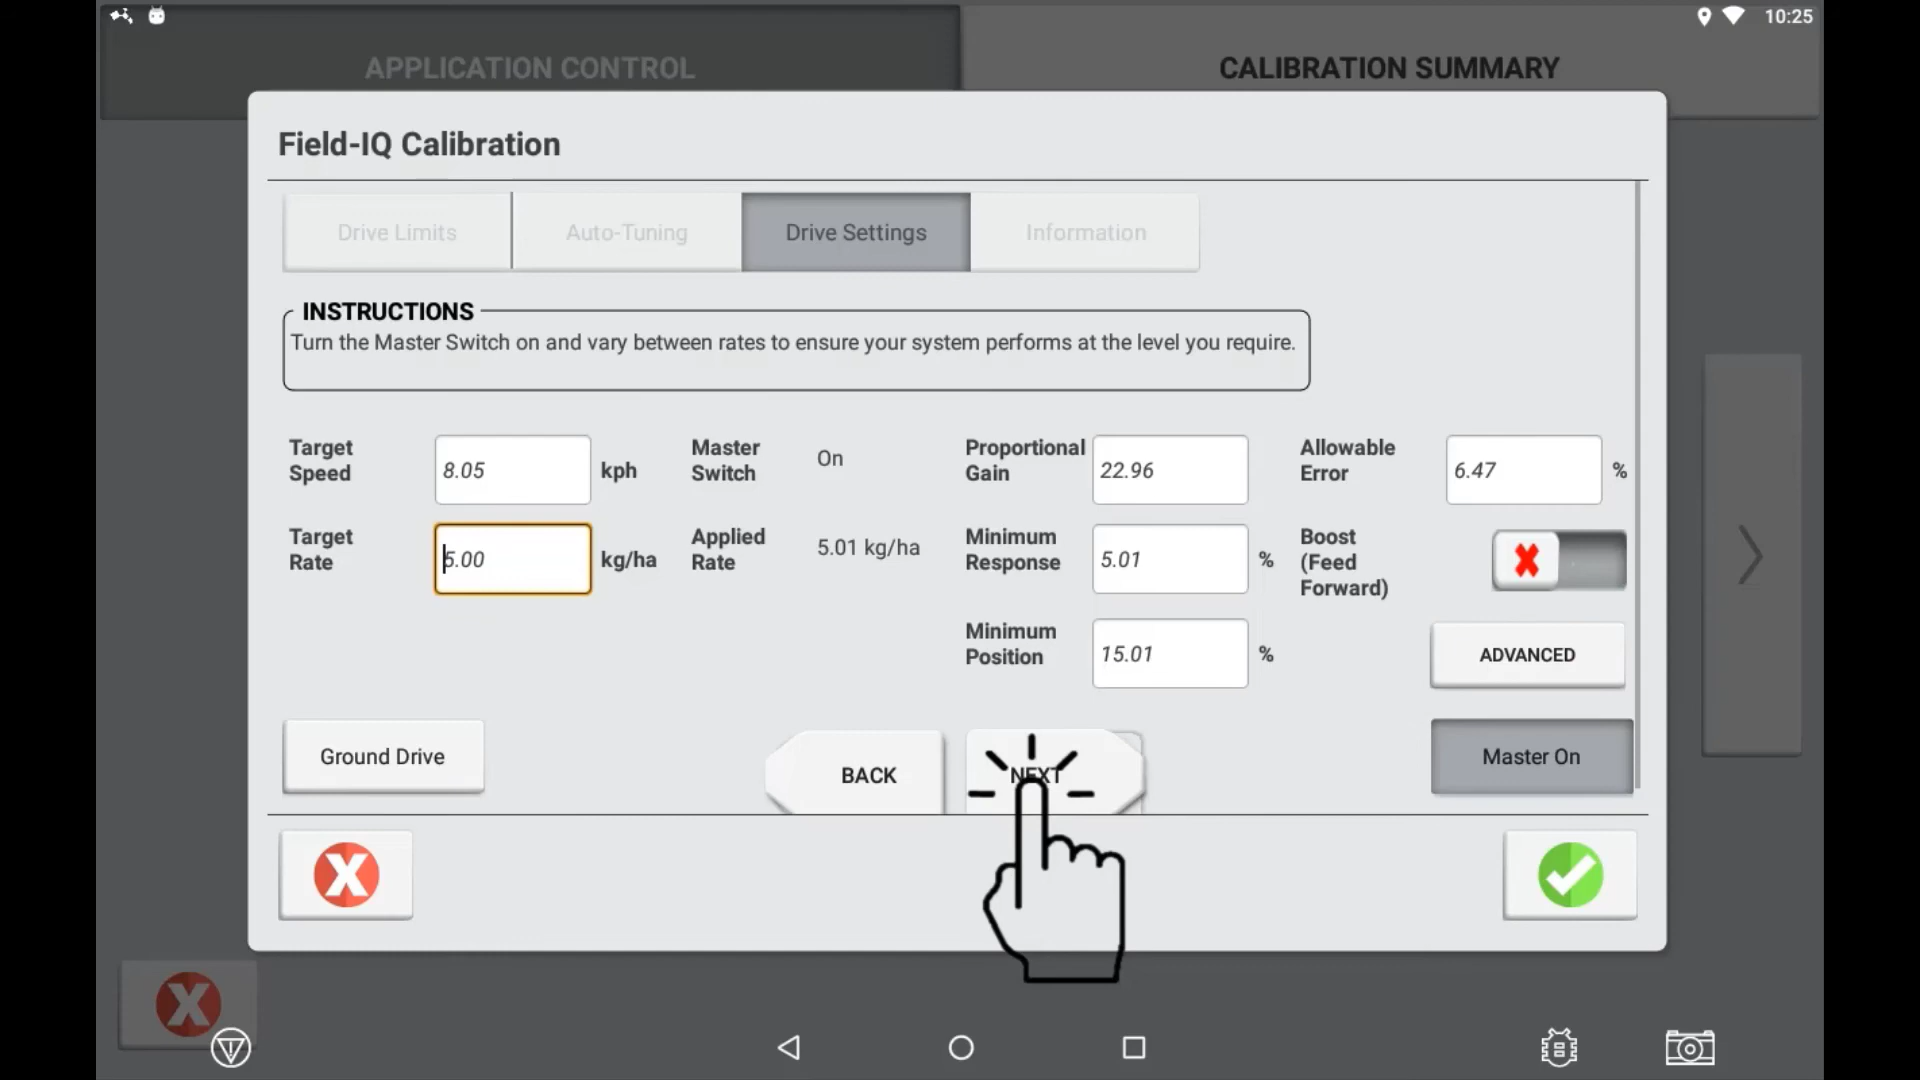 10:25
APPLICATION CONTROL
CALIBRATION SUMMARY
Field-IQ Calibration
Drive Limits
Auto-Tuning
Drive Settings
Information
INSTRUCTIONS
Turn the Master Switch on and vary between rates to ensure your system performs at the level you require.
Target
Speed
8.05
kph
Master
Switch
On
Proportional
Gain
22.96
Allowable
Error
6.47
%
Target
Rate
5.00
kg/ha
Applied
Rate
5.01 kg/ha
Minimum
Response
5.01
%
Boost
(Feed
Forward)
Minimum
Position
15.01
%
ADVANCED
Ground Drive
BACK
NEXT
Master On